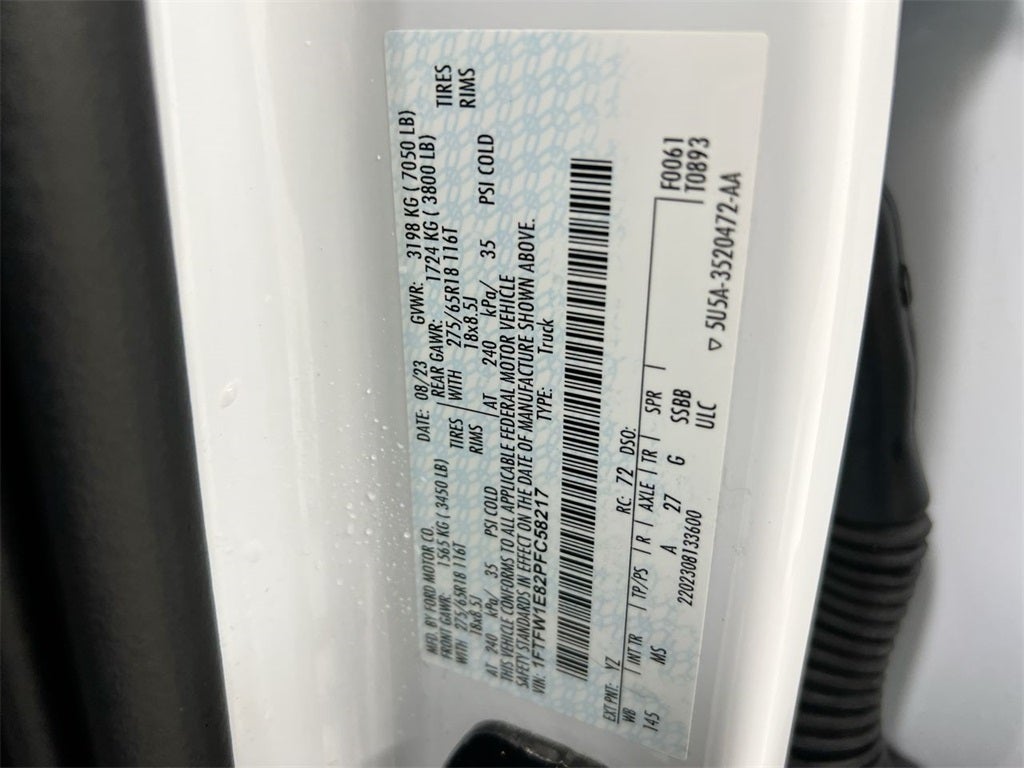 MFD. BY FORD MOTOR CO. DATE: 08/23 GVWR: 3198 KG ( 7050 LB)
FRONT GAWR: 1565 KG ( 3450 LB) REAR GAWR: 1724 KG ( 3800 LB)
WITH 275/65R18 116T TIRES WITH 275/65R18 116T TIRES
18x8.5J RIMS 18x8.5J RIMS
AT 240 kPa/ 35 PSI COLD AT 240 kPa/ 35 PSI COLD
THIS VEHICLE CONFORMS TO ALL APPLICABLE FEDERAL MOTOR VEHICLE
SAFETY STANDARDS IN EFFECT ON THE DATE OF MANUFACTURE SHOWN ABOVE.
VIN: 1FTFW1E82PFC58217 TYPE: Truck
F0061
T0893
EXT PNT: YZ RC: 72 DSO:
WB | INT TR | TP/PS | R | AXLE | TR | SPR |
145 MS A 27 G SSBB
2202308133600 ULC
▽ 5U5A-3520472-AA